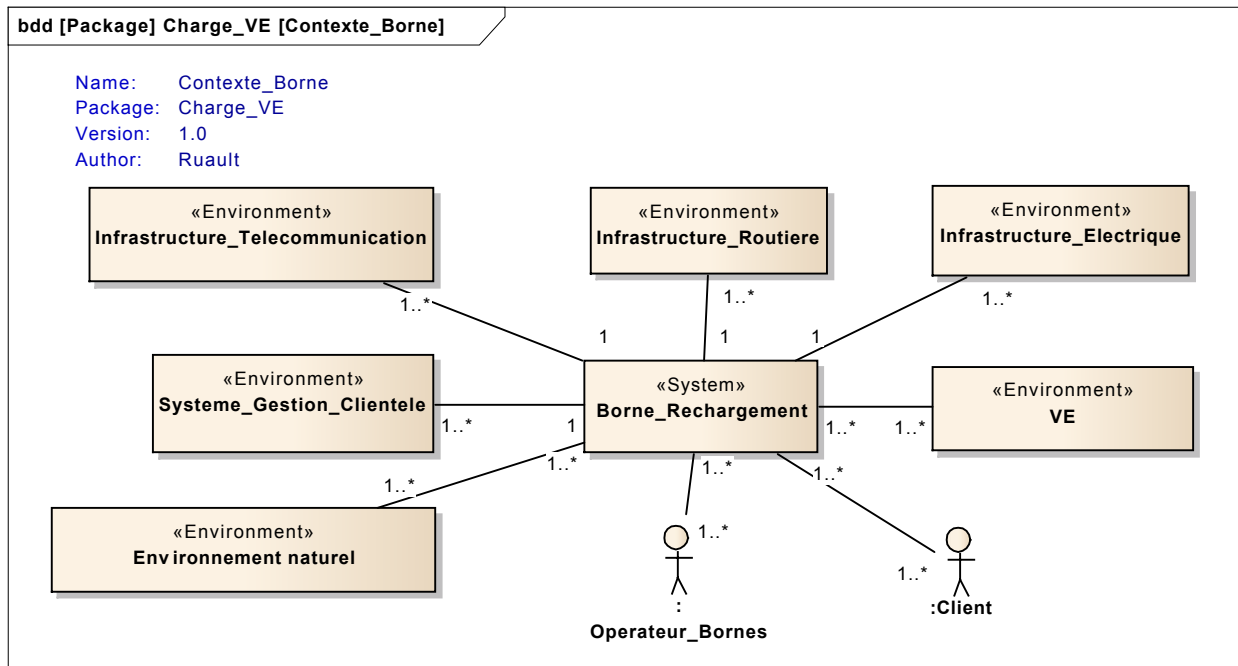 bdd [Package] Charge_VE [Contexte_Borne]
Name: Contexte_Borne
Package: Charge_VE
Version: 1.0
Author: Ruault
«Environment»
Infrastructure_Telecommunication
«Environment»
Infrastructure_Routiere
«Environment»
Infrastructure_Electrique
1..*
1..*
1..*
1
1
1
«Environment»
Systeme_Gestion_Clientele
«System»
Borne_Rechargement
«Environment»
VE
1..*
1
1..*
1..*
1..*
1..*
1..*
1..*
«Environment»
Environnement naturel
1..*
1..*
:
Operateur_Bornes
:Client